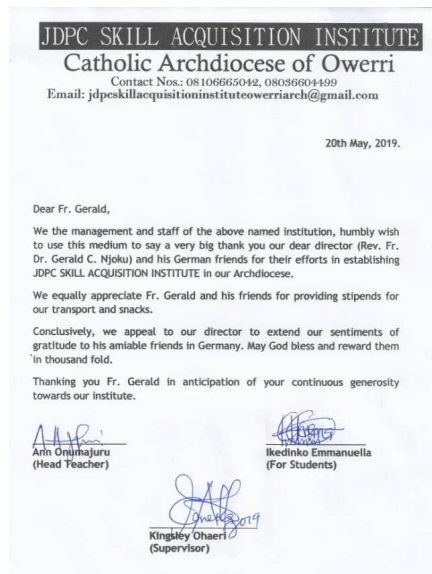 JDPC SKILL ACQUISITION INSTITUTE
Catholic Archdiocese of Owerri
Contact Nos.: 08106665042, 08036604499
Email: jdpcskillacquisitioninstituteowerriarch@gmail.com
20th May, 2019.
Dear Fr. Gerald,
We the management and staff of the above named institution, humbly wish
to use this medium to say a very big thank you our dear director (Rev. Fr.
Dr. Gerald C. Njoku) and his German friends for their efforts in establishing
JDPC SKILL ACQUISITION INSTITUTE in our Archdiocese.
We equally appreciate Fr. Gerald and his friends for providing stipends for
our transport and snacks.
Conclusively, we appeal to our director to extend our sentiments of
gratitude to his amiable friends in Germany. May God bless and reward them
in thousand fold.
Thanking you Fr. Gerald in anticipation of your continuous generosity
towards our institute.
Ann Onumajuru
(Head Teacher)
Ikedinko Emmanuella
(For Students)
Kingsley Ohaeri
(Supervisor)